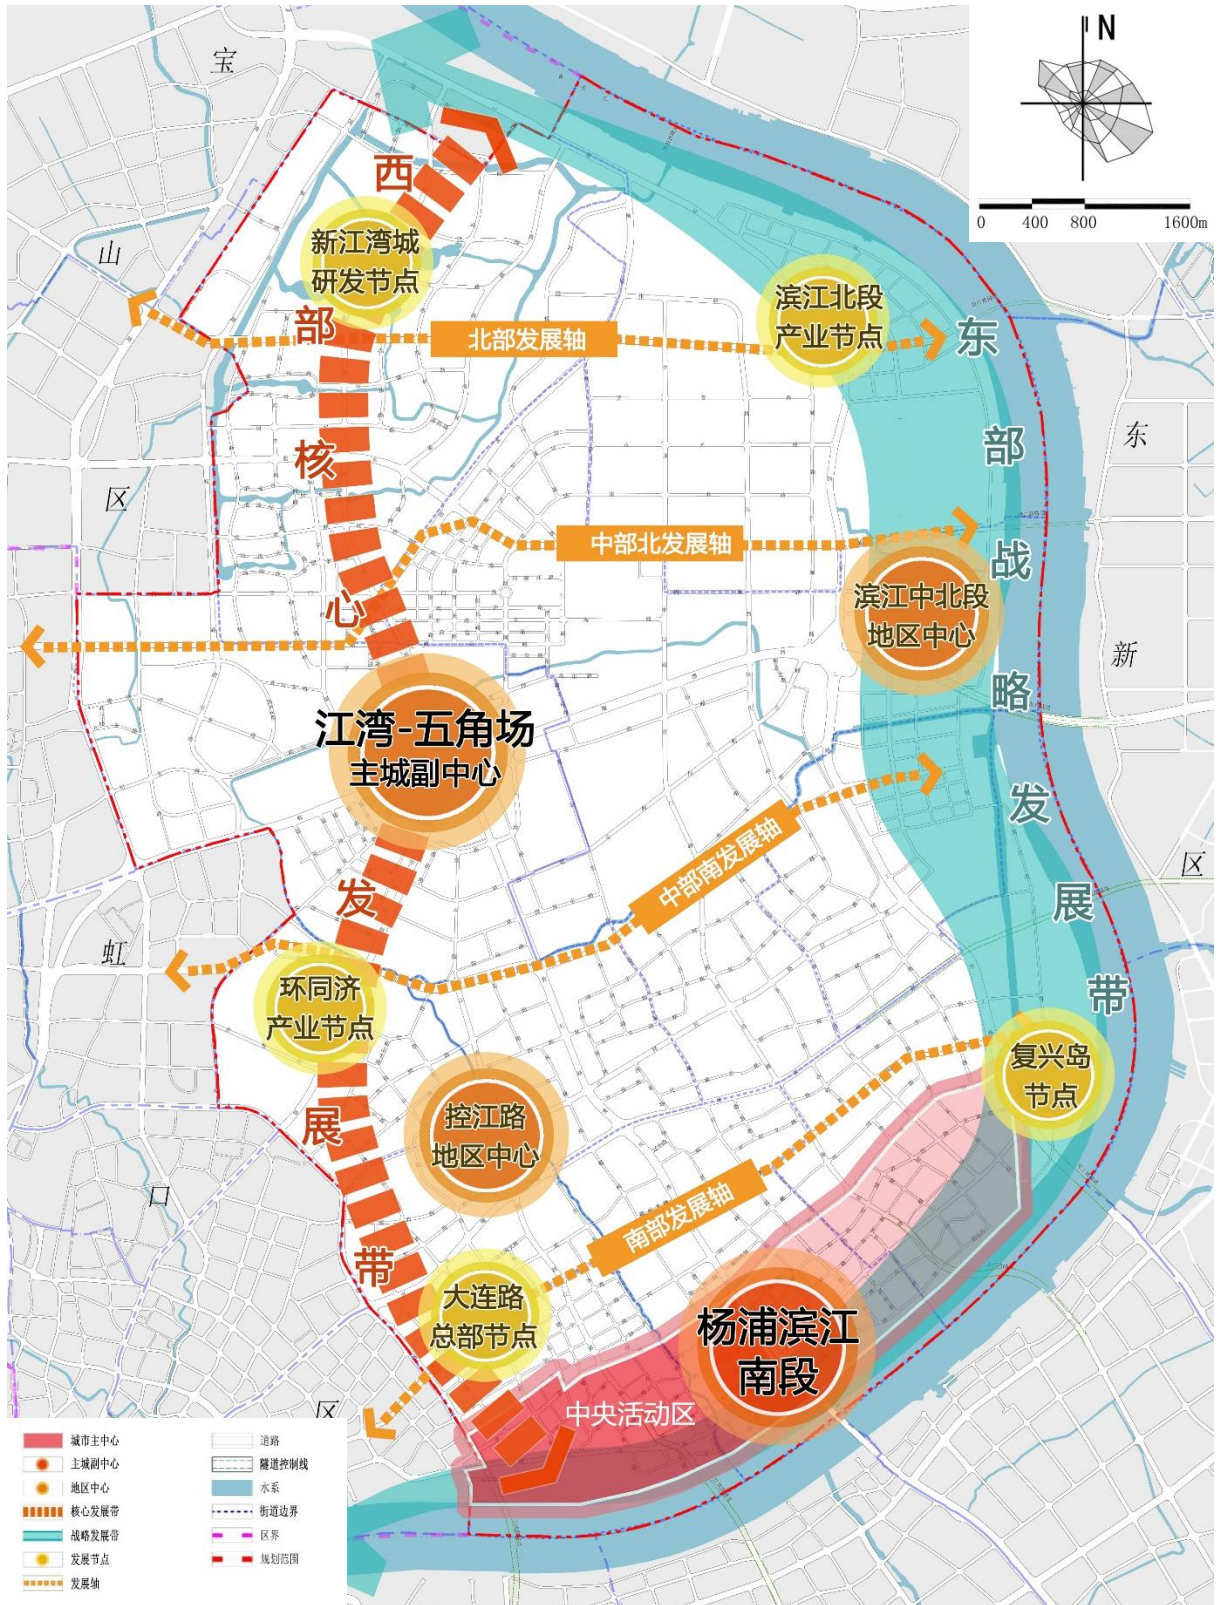 N
0 400 800 1600m
宝
山
区
虹
口
区
东
新
区
西部核心发展带
东部战略发展带
新江湾城
研发节点
滨江北段
产业节点
北部发展轴
中部北发展轴
滨江中北段
地区中心
江湾-五角场
主城副中心
中部南发展轴
环同济
产业节点
复兴岛
节点
控江路
地区中心
南部发展轴
大连路
总部节点
杨浦滨江
南段
中央活动区
城市主中心
主城副中心
地区中心
核心发展带
战略发展带
发展节点
发展轴
道路
隧道控制线
水系
街道边界
区界
规划范围